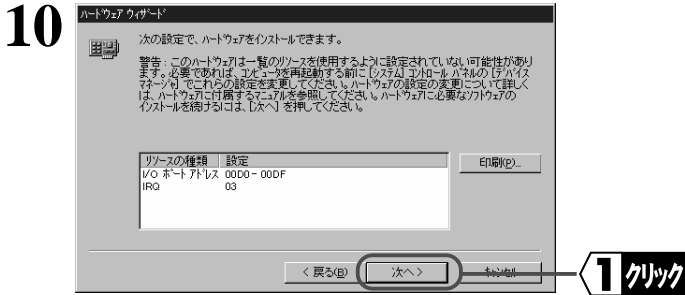 10
ハードウェア ウィザード
次の設定で、ハードウェアをインストールできます。
警告 : このハードウェアは一覧のリソースを使用するように設定されていない可能性があり
ます。必要であれば、コンピュータを再起動する前に [システム] コントロール パネルの [デバイス
マネージャ] でこれらの設定を変更してください。ハードウェアの設定の変更について詳しく
は、ハードウェアに付属するマニュアルを参照してください。ハードウェアに必要なソフトウェアの
インストールを続けるには、[次へ] を押してください。
リソースの種類 設定
I/O ポート アドレス 00D0 - 00DF
IRQ 03
印刷(P)...
< 戻る(B)
次へ >
キャンセル
1 クリック